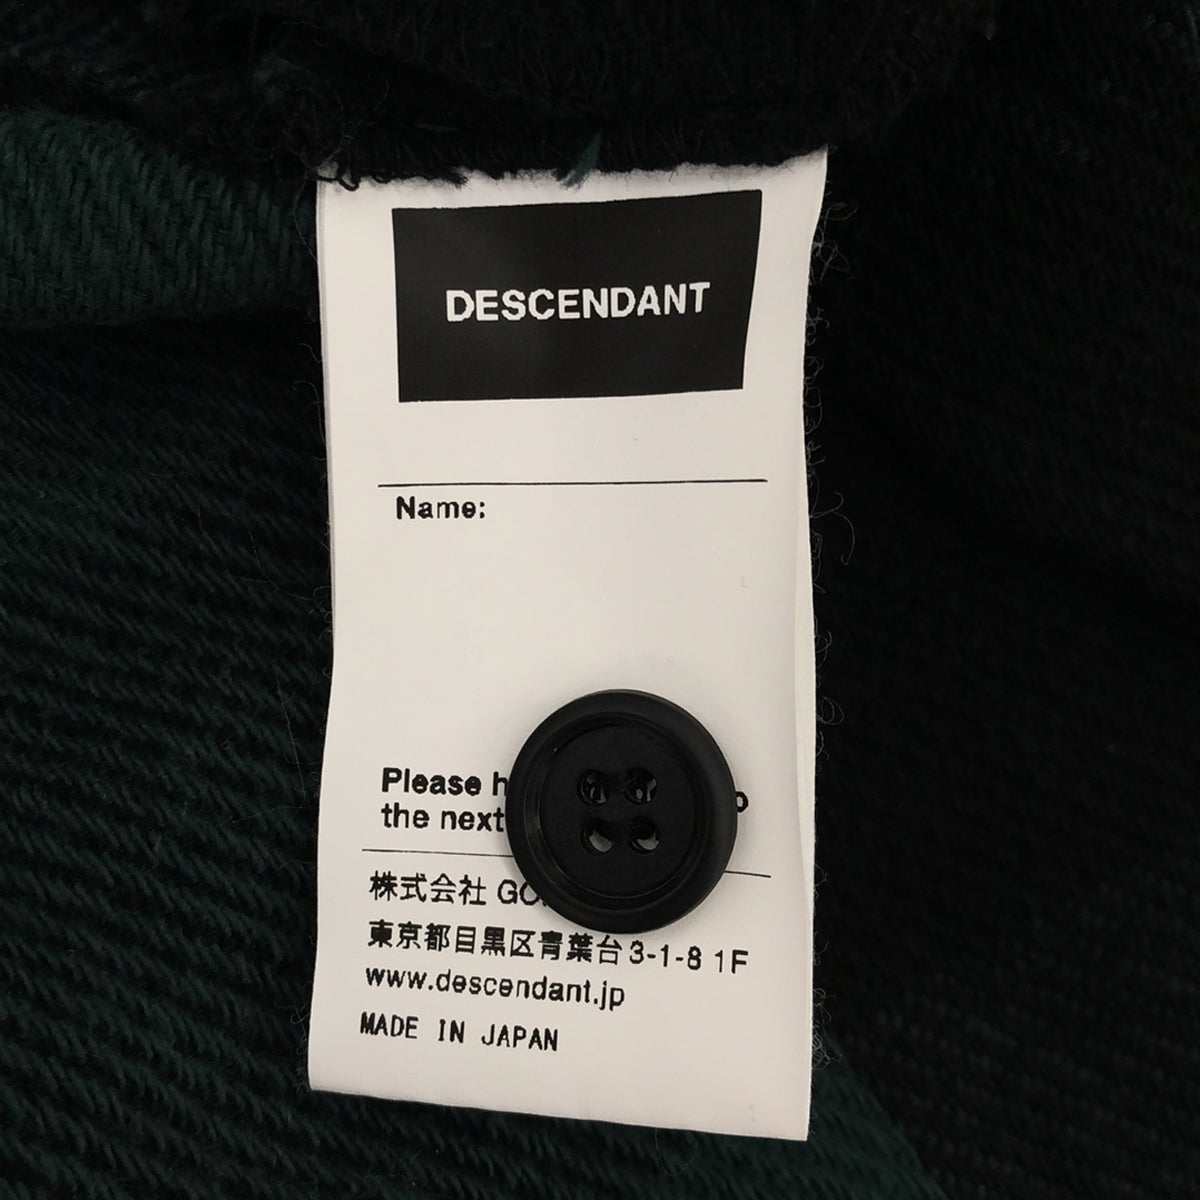 DESCENDANT
Name:
Please
the next
株式会社
東京都目黒区青葉台3-1-8 1F
www.descendant.jp
MADE IN JAPAN